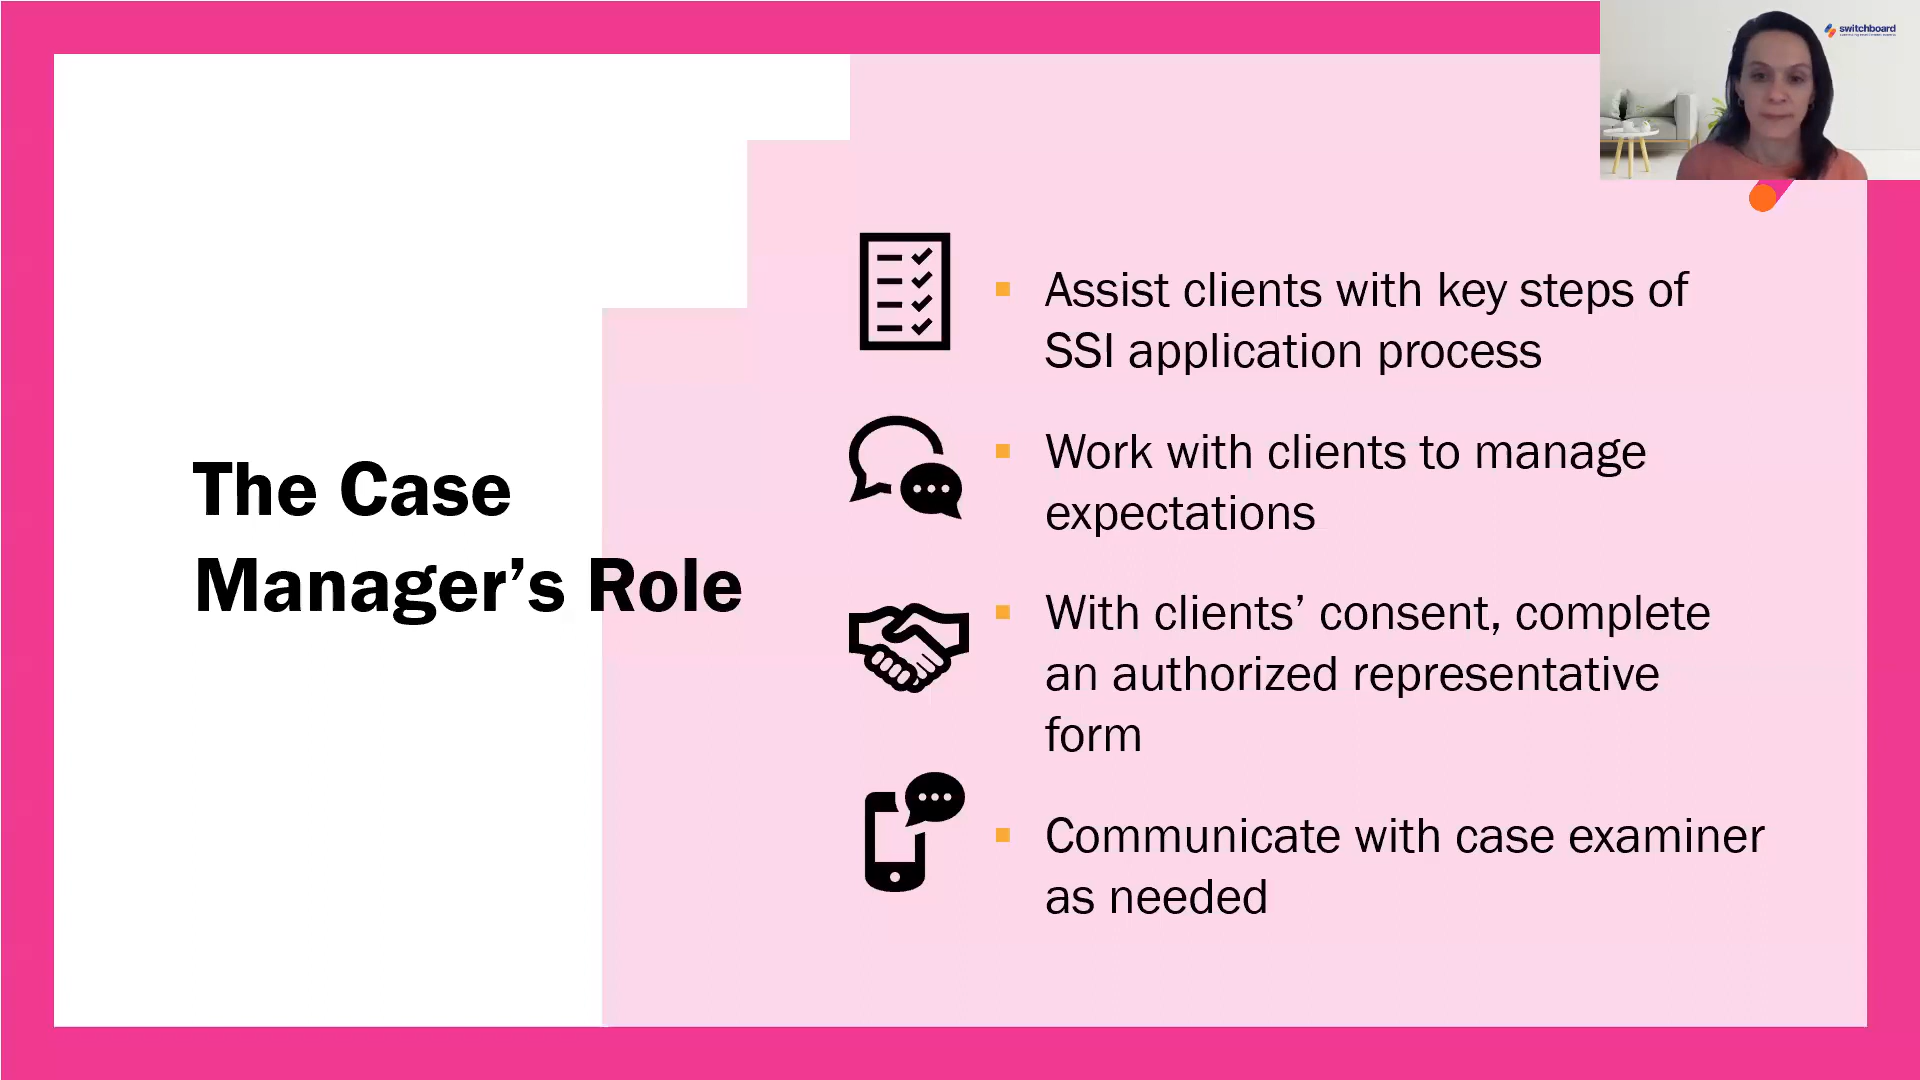 switchboard
The Case
Manager’s Role
Assist clients with key steps of
SSI application process
Work with clients to manage
expectations
With clients’ consent, complete
an authorized representative
form
Communicate with case examiner
as needed